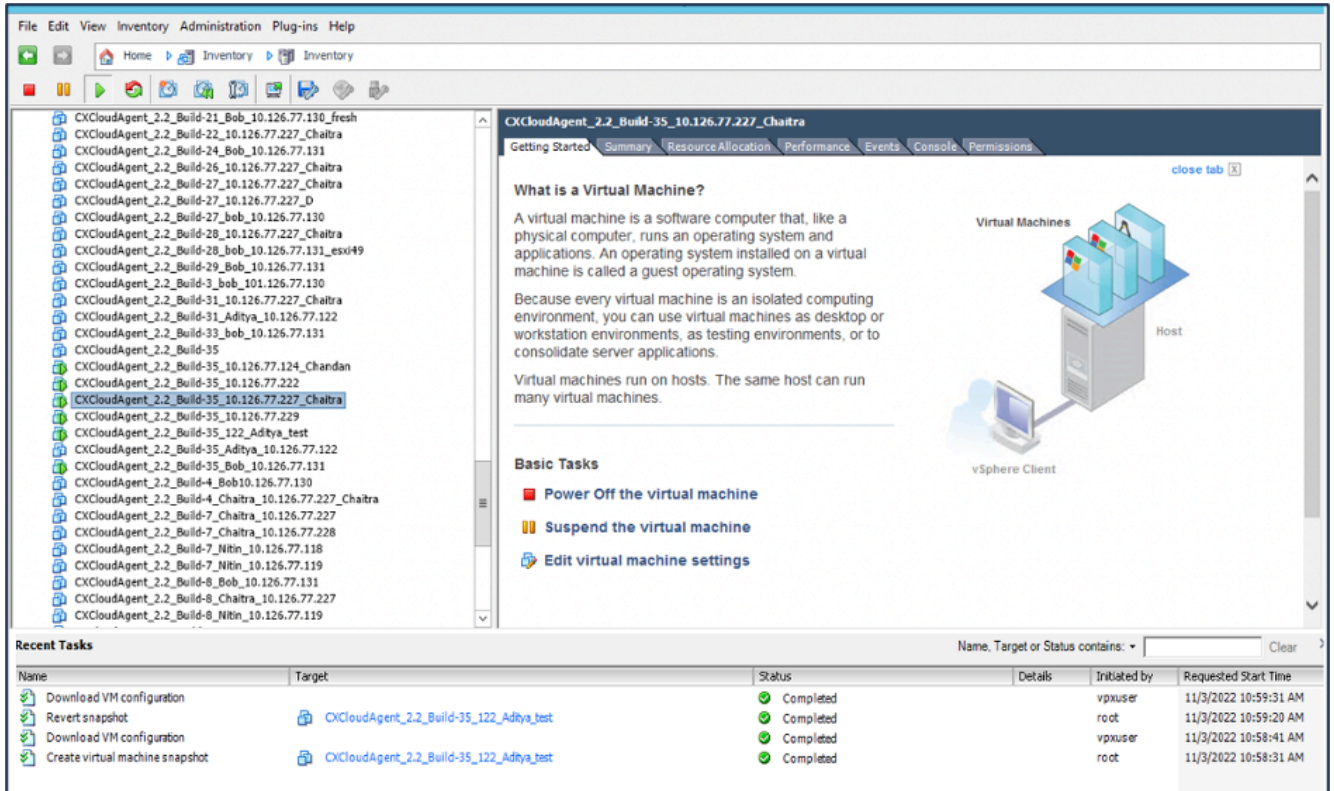 File Edit View Inventory Administration Plug-ins Help
Home Inventory Inventory
CXCloudAgent_2.2_Build-21_Bob_10.126.77.130_fresh
CXCloudAgent_2.2_Build-22_10.126.77.227_Chaitra
CXCloudAgent_2.2_Build-24_Bob_10.126.77.131
CXCloudAgent_2.2_Build-26_10.126.77.227_Chaitra
CXCloudAgent_2.2_Build-27_10.126.77.227_Chaitra
CXCloudAgent_2.2_Build-27_10.126.77.227_D
CXCloudAgent_2.2_Build-27_bob_10.126.77.130
CXCloudAgent_2.2_Build-28_10.126.77.227_Chaitra
CXCloudAgent_2.2_Build-28_bob_10.126.77.131_esxi49
CXCloudAgent_2.2_Build-29_Bob_10.126.77.131
CXCloudAgent_2.2_Build-3_bob_101.126.77.130
CXCloudAgent_2.2_Build-31_10.126.77.227_Chaitra
CXCloudAgent_2.2_Build-31_Aditya_10.126.77.122
CXCloudAgent_2.2_Build-33_bob_10.126.77.131
CXCloudAgent_2.2_Build-35
CXCloudAgent_2.2_Build-35_10.126.77.124_Chandan
CXCloudAgent_2.2_Build-35_10.126.77.222
CXCloudAgent_2.2_Build-35_10.126.77.227_Chaitra
CXCloudAgent_2.2_Build-35_10.126.77.229
CXCloudAgent_2.2_Build-35_122_Aditya_test
CXCloudAgent_2.2_Build-35_Aditya_10.126.77.122
CXCloudAgent_2.2_Build-35_Bob_10.126.77.131
CXCloudAgent_2.2_Build-4_Bob10.126.77.130
CXCloudAgent_2.2_Build-4_Chaitra_10.126.77.227_Chaitra
CXCloudAgent_2.2_Build-7_Chaitra_10.126.77.227
CXCloudAgent_2.2_Build-7_Chaitra_10.126.77.228
CXCloudAgent_2.2_Build-7_Nitin_10.126.77.118
CXCloudAgent_2.2_Build-7_Nitin_10.126.77.119
CXCloudAgent_2.2_Build-8_Bob_10.126.77.131
CXCloudAgent_2.2_Build-8_Chaitra_10.126.77.227
CXCloudAgent_2.2_Build-8_Nitin_10.126.77.119
CXCloudAgent_2.2_Build-35_10.126.77.227_Chaitra
Getting Started Summary Resource Allocation Performance Events Console Permissions
close tab X
What is a Virtual Machine?
A virtual machine is a software computer that, like a
physical computer, runs an operating system and
applications. An operating system installed on a virtual
machine is called a guest operating system.
Because every virtual machine is an isolated computing
environment, you can use virtual machines as desktop or
workstation environments, as testing environments, or to
consolidate server applications.
Virtual machines run on hosts. The same host can run
many virtual machines.
Virtual Machines
Host
vSphere Client
Basic Tasks
Power Off the virtual machine
Suspend the virtual machine
Edit virtual machine settings
Recent Tasks Name, Target or Status contains: Clear
Name Target Status Details Initiated by Requested Start Time
Download VM configuration Completed vpxuser 11/3/2022 10:59:31 AM
Revert snapshot CXCloudAgent_2.2_Build-35_122_Aditya_test Completed root 11/3/2022 10:59:20 AM
Download VM configuration Completed vpxuser 11/3/2022 10:58:41 AM
Create virtual machine snapshot CXCloudAgent_2.2_Build-35_122_Aditya_test Completed root 11/3/2022 10:58:31 AM